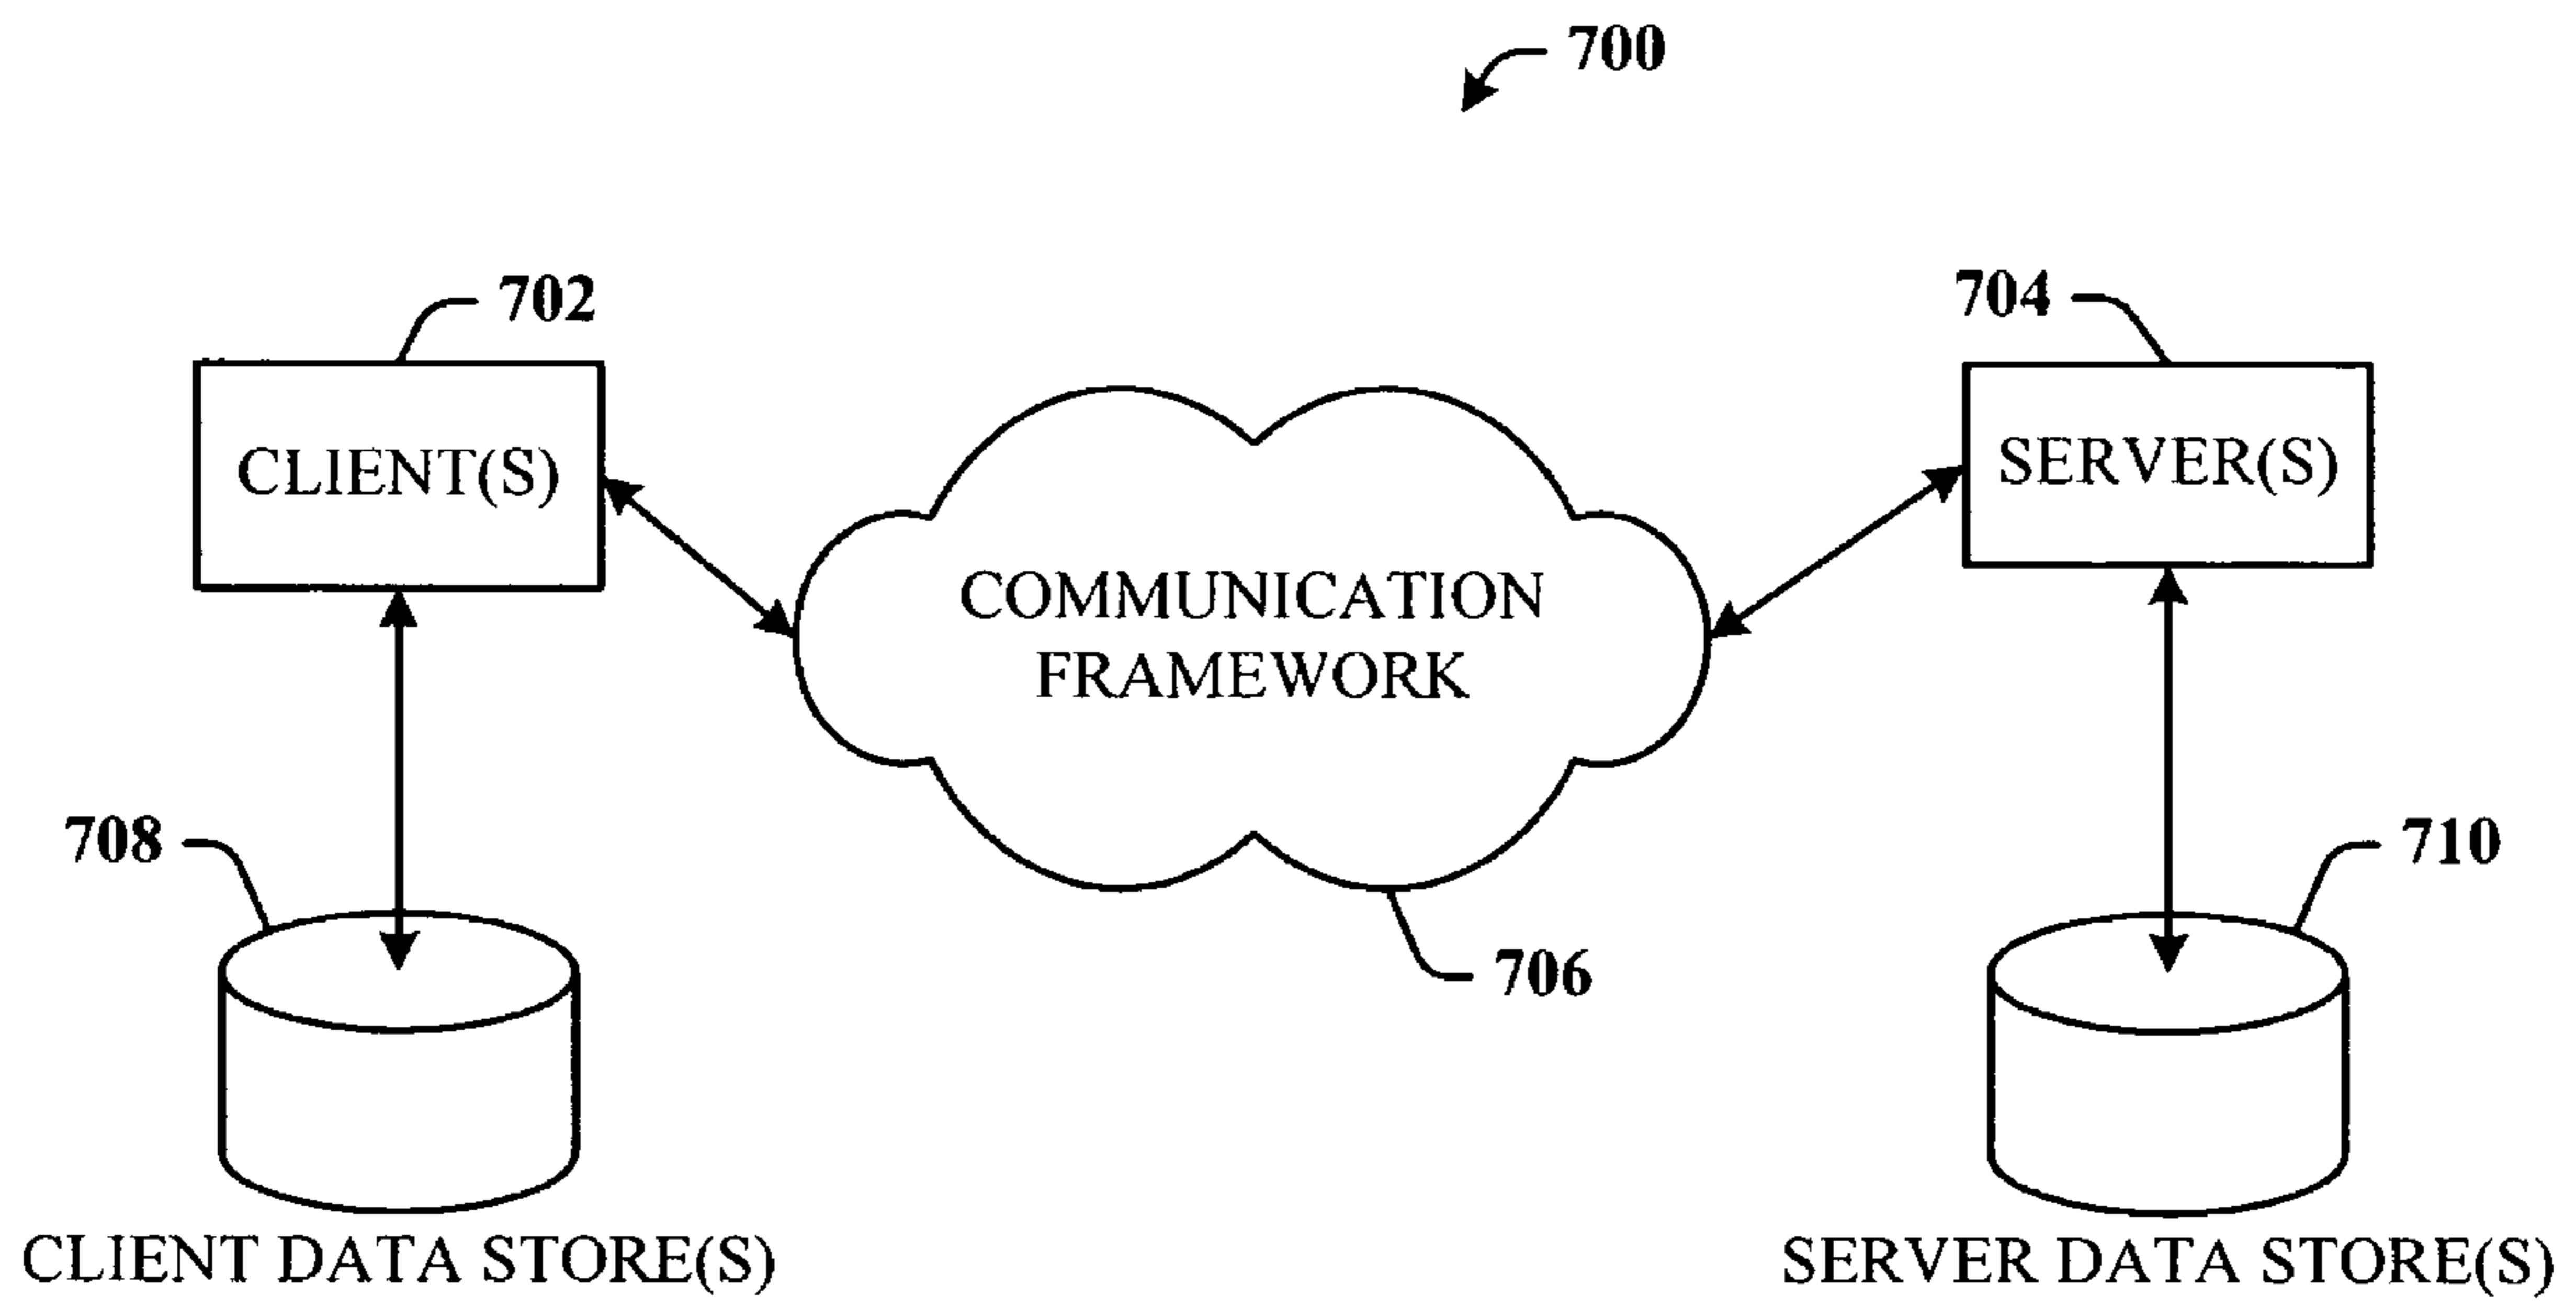 700
702
704
CLIENT(S)
SERVER(S)
COMMUNICATION
FRAMEWORK
708
710
706
CLIENT DATA STORE(S)
SERVER DATA STORE(S)